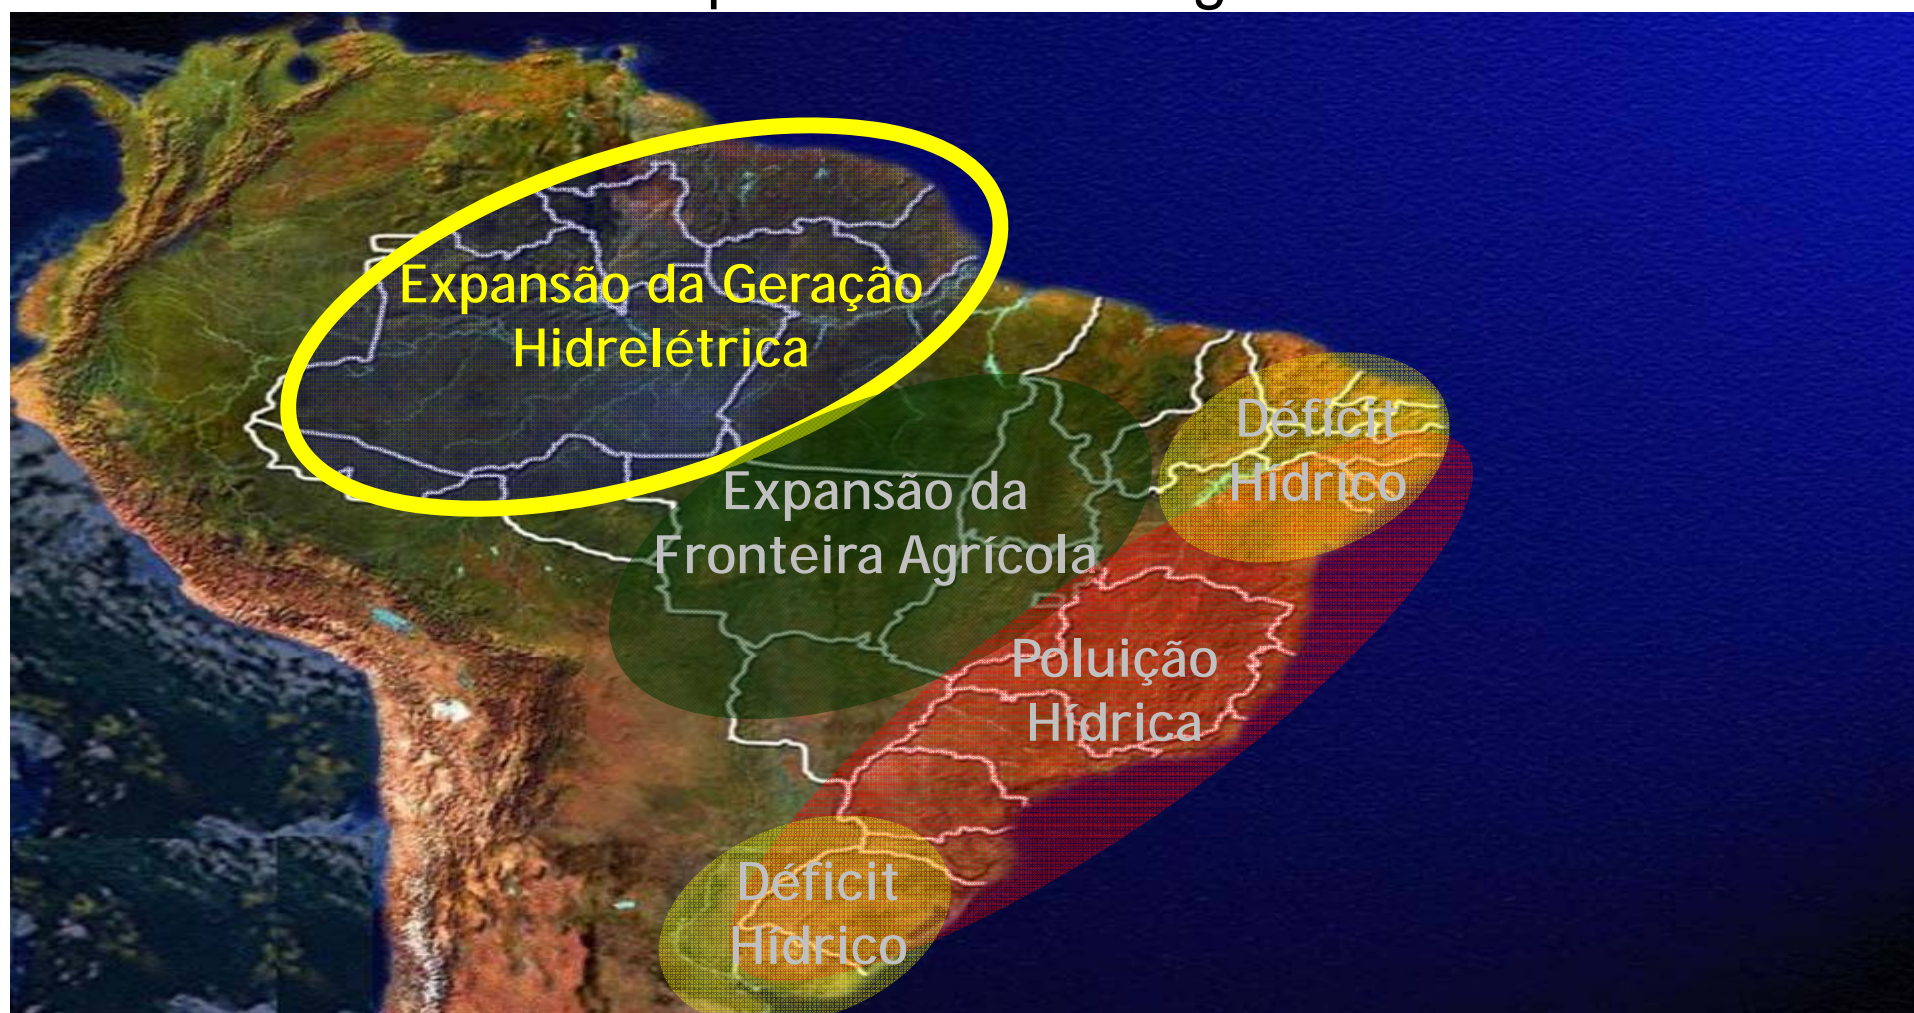 Expansão da Geração
Hidrelétrica
Déficit
Hídrico
Expansão da
Fronteira Agrícola
Poluição
Hídrica
Déficit
Hídrico